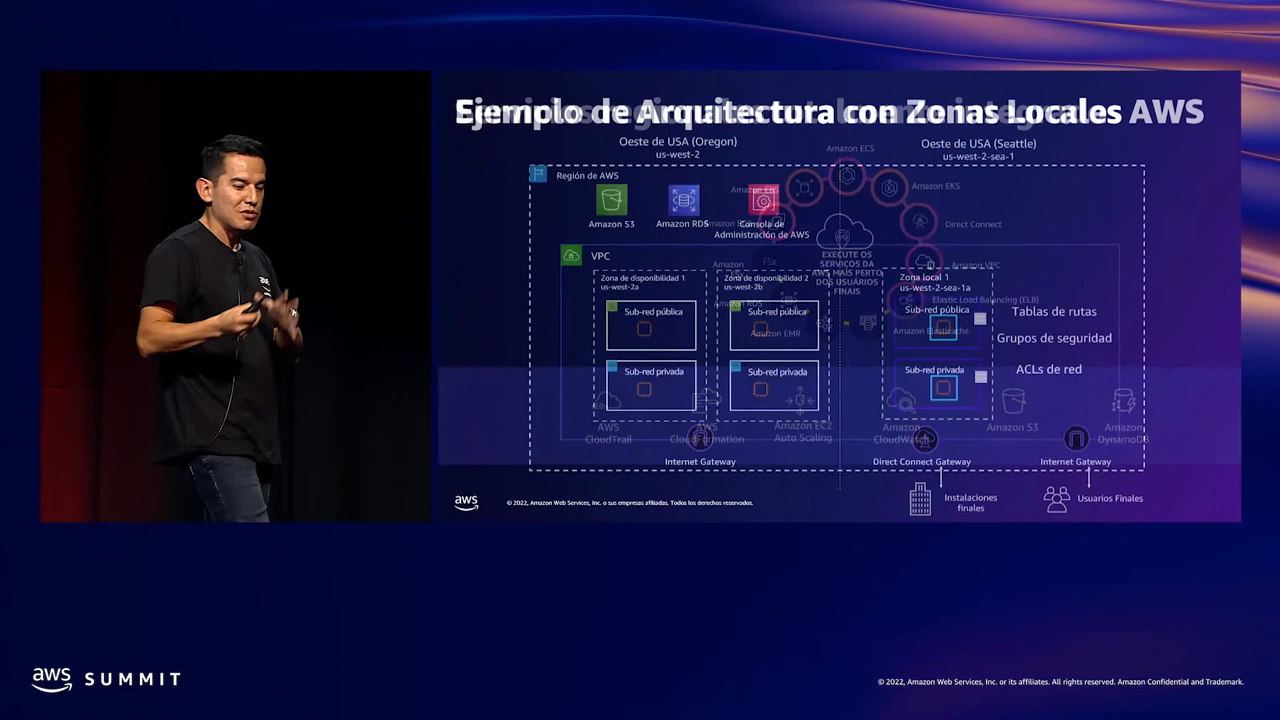 Ejemplo de Arquitectura con Zonas Locales AWS
Oeste de USA (Oregon)
us-west-2
Amazon ECS
Oeste de USA (Seattle)
us-west-2-sea-1
Región de AWS
Amazon EKS
Amazon S3
Amazon RDS
Consola de
Administración de AWS
Direct Connect
VPC
EXECUTE OS
SERVIÇOS DA
AWS MAIS PERTO
DOS USUÁRIOS
FINAIS
Amazon
FSx
Amazon VPC
Zona de disponibilidad 1
us-west-2a
Zona de disponibilidad 2
us-west-2b
Zona local 1
us-west-2-sea-1a
Amazon RDS
Elastic Load Balancing (ELB)
Sub-red pública
Sub-red pública
Sub-red pública
Tablas de rutas
Amazon EMR
Amazon Elasticache
Grupos de seguridad
Sub-red privada
Sub-red privada
Sub-red privada
ACLs de red
AWS
CloudTrail
AWS
CloudFormation
Amazon EC2
Auto Scaling
Amazon
CloudWatch
Amazon S3
Amazon
DynamoDB
Internet Gateway
Direct Connect Gateway
Internet Gateway
Instalaciones
finales
Usuarios Finales
aws
© 2022, Amazon Web Services, Inc. o sus empresas afiliadas. Todos los derechos reservados.
aws SUMMIT
© 2022, Amazon Web Services, Inc. or its affiliates. All rights reserved. Amazon Confidential and Trademark.